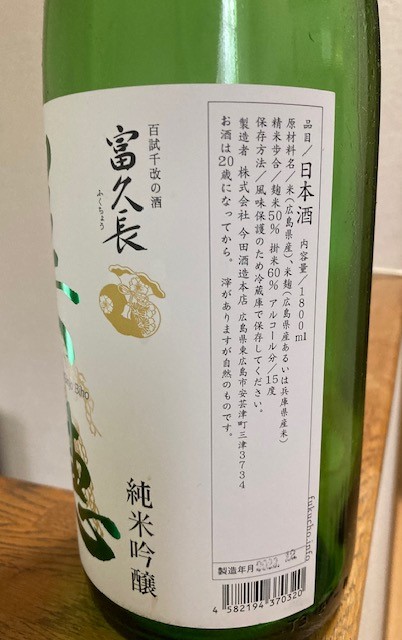 百試千改の酒
富久長
ふくちょう
純米吟醸
品目/日本酒 内容量/1800ml
原材料名/米(広島県産)、米麹(広島県産あるいは兵庫県産米)
精米歩合/麹米50% 掛米60% アルコール分/15度
保存方法/風味保護のため冷蔵庫で保存してください。
製造者 株式会社 今田酒造本店 広島県東広島市安芸津町三津3734
お酒は20歳になってから。 滓がありますが自然のものです。
fukucho.info
製造年月
4 582194 370320